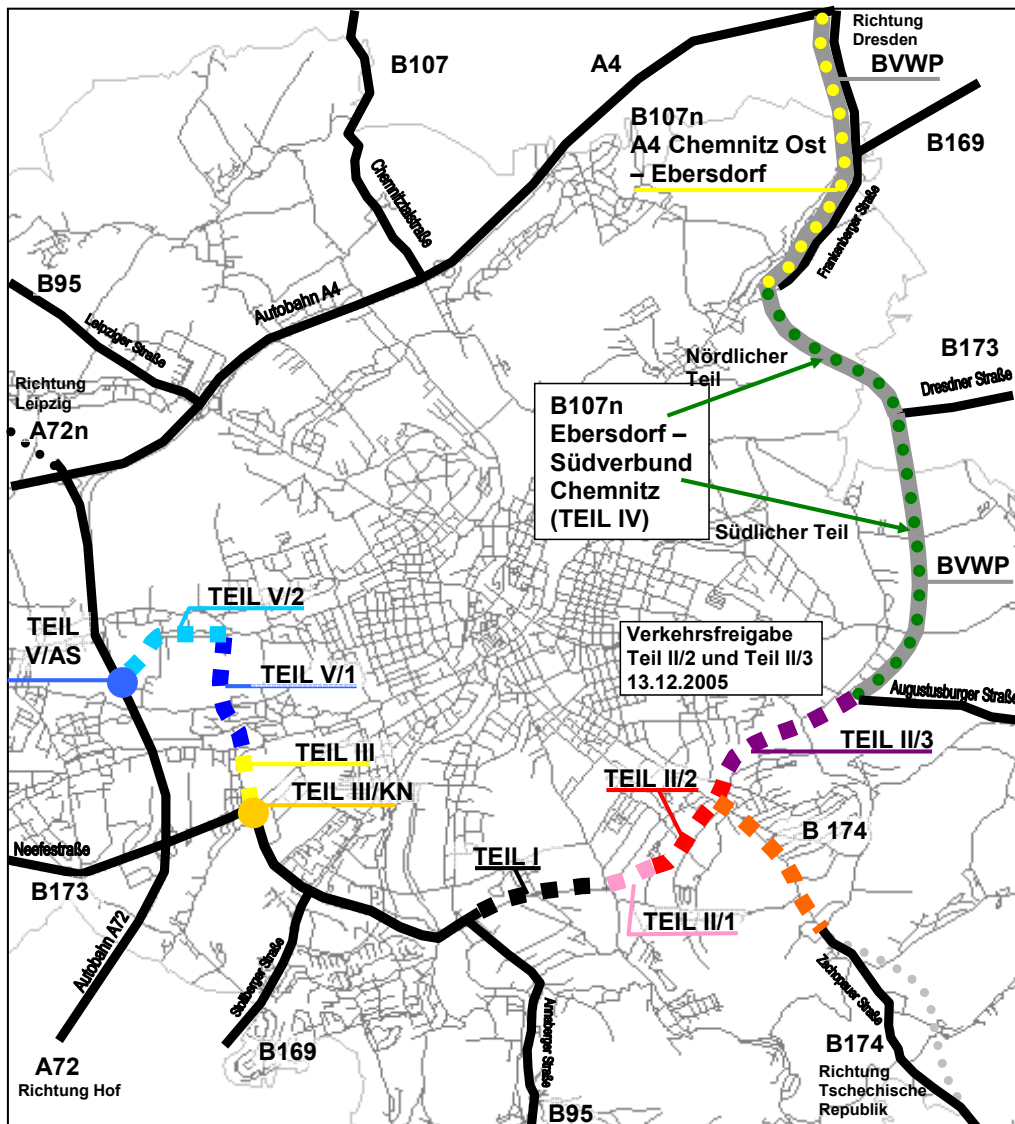 Richtung
Dresden
BVWP
B107
A4
B107n
A4 Chemnitz Ost
– Ebersdorf
B169
Chemnitztalstraße
Frankenberger Straße
B95
Leipziger Straße
Autobahn A4
Richtung
Leipzig
A72n
Nördlicher
Teil
B173
Dresdner Straße
B107n
Ebersdorf –
Südverbund
Chemnitz
(TEIL IV)
Südlicher Teil
BVWP
TEIL V/2
TEIL
V/AS
TEIL V/1
Verkehrsfreigabe
Teil II/2 und Teil II/3
13.12.2005
Augustusburger Straße
TEIL II/3
TEIL III
TEIL II/2
TEIL III/KN
B 174
Neefestraße
TEIL I
B173
TEIL II/1
Autobahn A72
Stollberger Straße
Annaberger Straße
Zschopauer Straße
B169
A72
Richtung Hof
B174
Richtung
Tschechische
Republik
B95